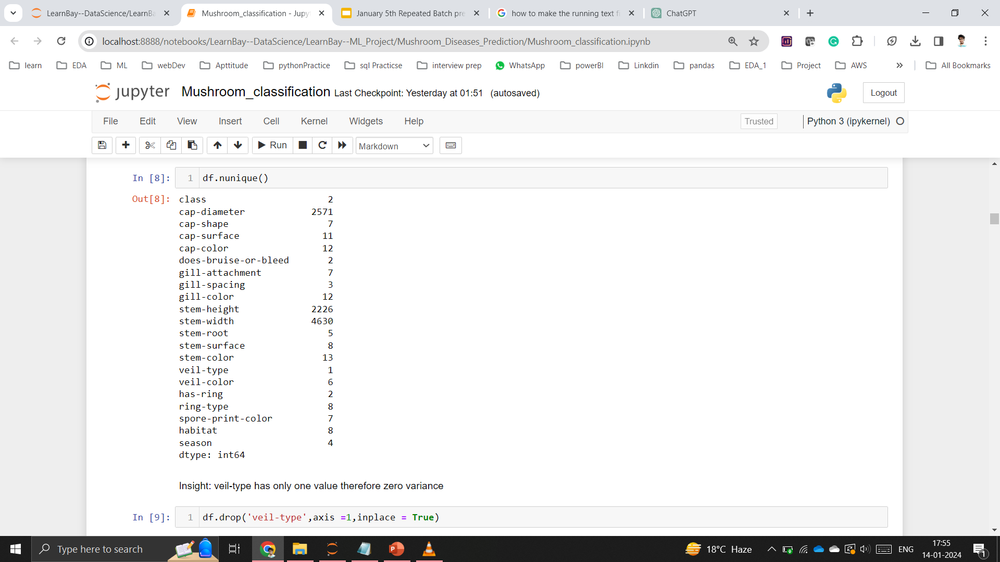 LearnBay--DataScience/LearnBa
Mushroom_classification - Jupy
January 5th Repeated Batch pre
how to make the running text fi
ChatGPT
localhost:8888/notebooks/LearnBay--DataScience/LearnBay--ML_Project/Mushroom_Diseases_Prediction/Mushroom_classification.ipynb
learn EDA ML webDev Apttitude pythonPractice sql Practicse interview prep WhatsApp powerBI Linkdin pandas EDA_1 Project AWS All Bookmarks
jupyter Mushroom_classification Last Checkpoint: Yesterday at 01:51 (autosaved) Logout
File Edit View Insert Cell Kernel Widgets Help Trusted Python 3 (ipykernel)
Run Markdown
In [8]: 1 df.nunique()
Out[8]: class 2
cap-diameter 2571
cap-shape 7
cap-surface 11
cap-color 12
does-bruise-or-bleed 2
gill-attachment 7
gill-spacing 3
gill-color 12
stem-height 2226
stem-width 4630
stem-root 5
stem-surface 8
stem-color 13
veil-type 1
veil-color 6
has-ring 2
ring-type 8
spore-print-color 7
habitat 8
season 4
dtype: int64
Insight: veil-type has only one value therefore zero variance
In [9]: 1 df.drop('veil-type',axis =1,inplace = True)
Type here to search
18°C Haze
ENG
17:55
14-01-2024
1